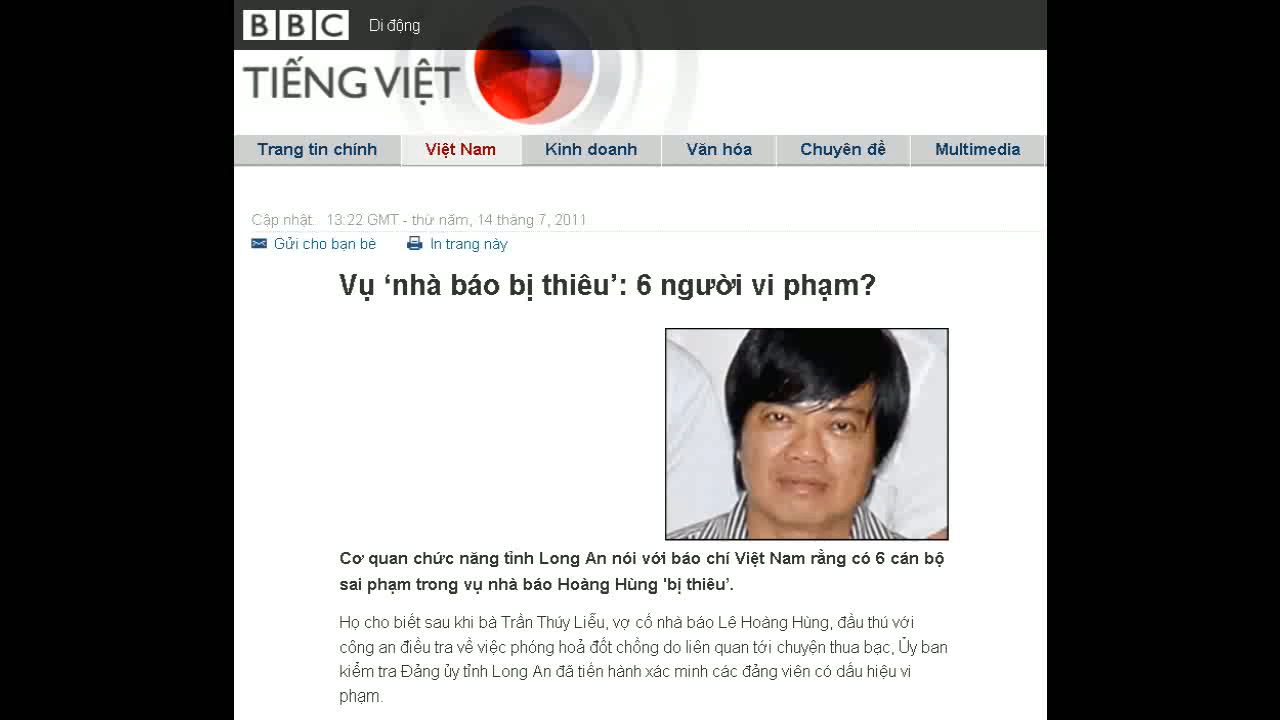 BBC Di động
TIẾNG VIỆT
Trang tin chính Việt Nam Kinh doanh Văn hóa Chuyên đề Multimedia
Cập nhật: 13:22 GMT - thứ năm, 14 tháng 7, 2011
Gửi cho bạn bè In trang này
Vụ ‘nhà báo bị thiêu’: 6 người vi phạm?
Cơ quan chức năng tỉnh Long An nói với báo chí Việt Nam rằng có 6 cán bộ
sai phạm trong vụ nhà báo Hoàng Hùng 'bị thiêu’.
Họ cho biết sau khi bà Trần Thúy Liễu, vợ cố nhà báo Lê Hoàng Hùng, đầu thú với
công an điều tra về việc phóng hoả đốt chồng do liên quan tới chuyện thua bạc, Ủy ban
kiểm tra Đảng ủy tỉnh Long An đã tiến hành xác minh các đảng viên có dấu hiệu vi
phạm.